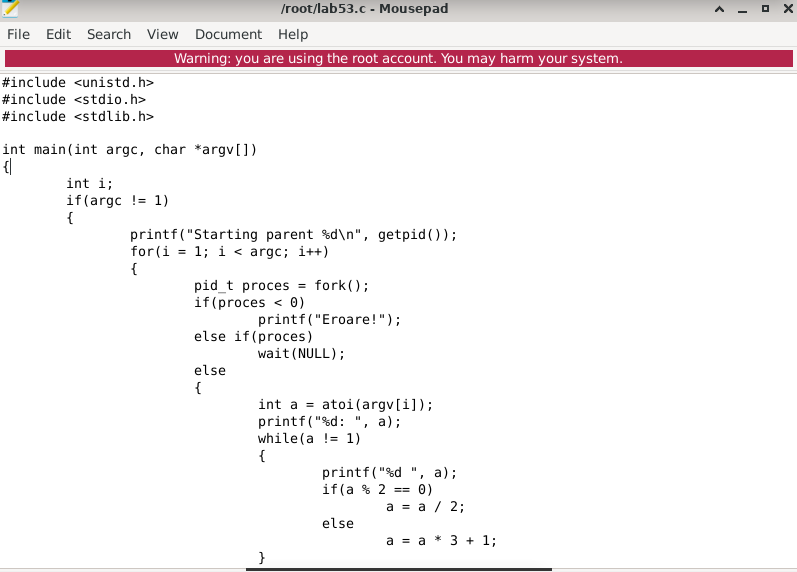 /root/lab53.c - Mousepad
File Edit Search View Document Help
Warning: you are using the root account. You may harm your system.
#include <unistd.h>
#include <stdio.h>
#include <stdlib.h>

int main(int argc, char *argv[])
{
        int i;
        if(argc != 1)
        {
                printf("Starting parent %d\n", getpid());
                for(i = 1; i < argc; i++)
                {
                        pid_t proces = fork();
                        if(proces < 0)
                                printf("Eroare!");
                        else if(proces)
                                wait(NULL);
                        else
                        {
                                int a = atoi(argv[i]);
                                printf("%d: ", a);
                                while(a != 1)
                                {
                                        printf("%d ", a);
                                        if(a % 2 == 0)
                                                a = a / 2;
                                        else
                                                a = a * 3 + 1;
                                }